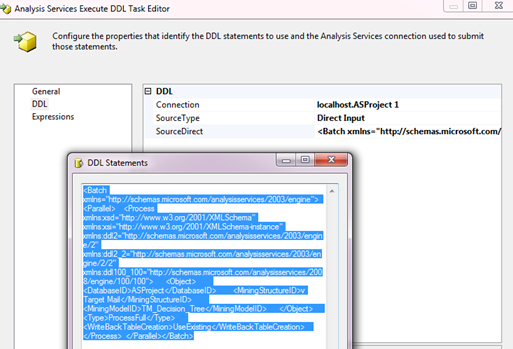 Analysis Services Execute DDL Task Editor
Configure the properties that identify the DDL statements to use and the Analysis Services connection used to submit
those statements.
General
DDL
Expressions
DDL
Connection localhost.ASProject 1
SourceType Direct Input
SourceDirect <Batch xmlns="http://schemas.microsoft.com/
DDL Statements
<Batch
xmlns="http://schemas.microsoft.com/analysisservices/2003/engine">
<Parallel> <Process
xmlns:xsd="http://www.w3.org/2001/XMLSchema"
xmlns:xsi="http://www.w3.org/2001/XMLSchema-instance"
xmlns:ddl2="http://schemas.microsoft.com/analysisservices/2003/engin
e/2"
xmlns:ddl2_2="http://schemas.microsoft.com/analysisservices/2003/en
gine/2/2"
xmlns:ddl100_100="http://schemas.microsoft.com/analysisservices/200
8/engine/100/100"> <Object>
<DatabaseID>ASProject</DatabaseID> <MiningStructureID>v
Target Mail</MiningStructureID>
<MiningModelID>TM_Decision_Tree</MiningModelID> </Object>
<Type>ProcessFull</Type>
<WriteBackTableCreation>UseExisting</WriteBackTableCreation>
</Process> </Parallel></Batch>